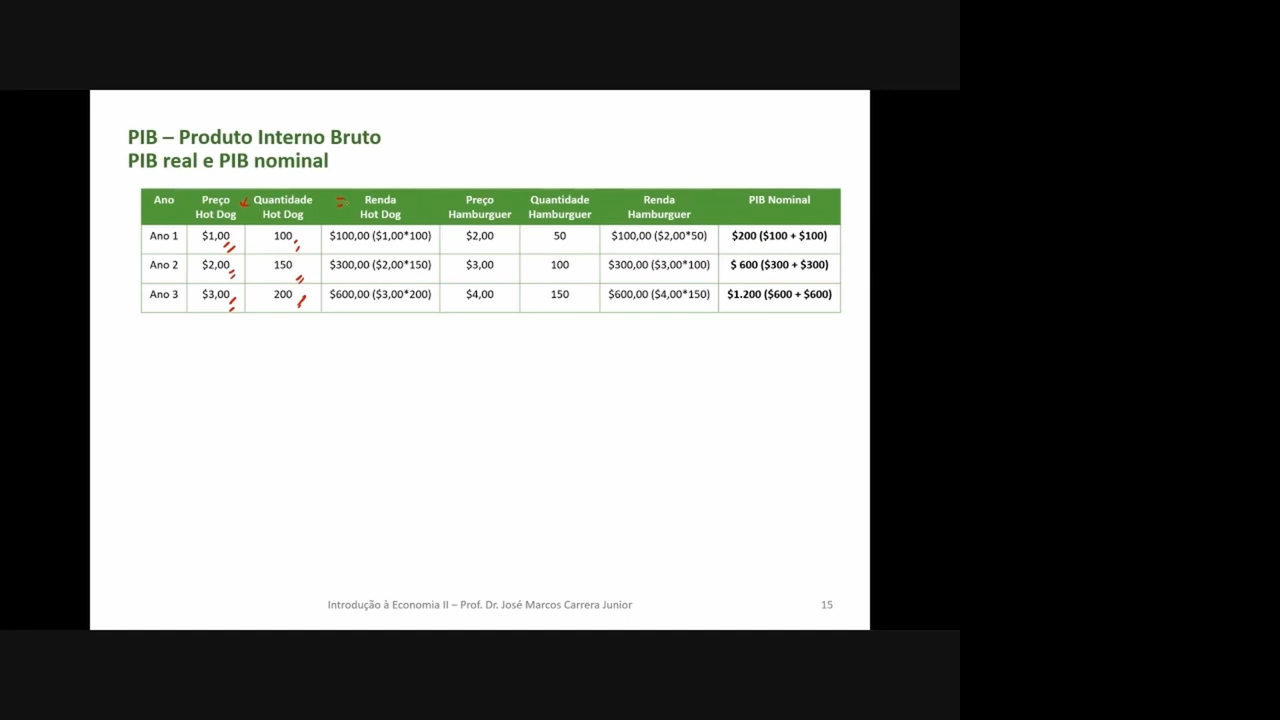 PIB – Produto Interno Bruto
PIB real e PIB nominal
Ano Preço Hot Dog Quantidade Hot Dog Renda Hot Dog Preço Hamburguer Quantidade Hamburguer Renda Hamburguer PIB Nominal
Ano 1 $1,00 100 $100,00 ($1,00*100) $2,00 50 $100,00 ($2,00*50) $200 ($100 + $100)
Ano 2 $2,00 150 $300,00 ($2,00*150) $3,00 100 $300,00 ($3,00*100) $ 600 ($300 + $300)
Ano 3 $3,00 200 $600,00 ($3,00*200) $4,00 150 $600,00 ($4,00*150) $1.200 ($600 + $600)
Introdução à Economia II – Prof. Dr. José Marcos Carrera Junior 15